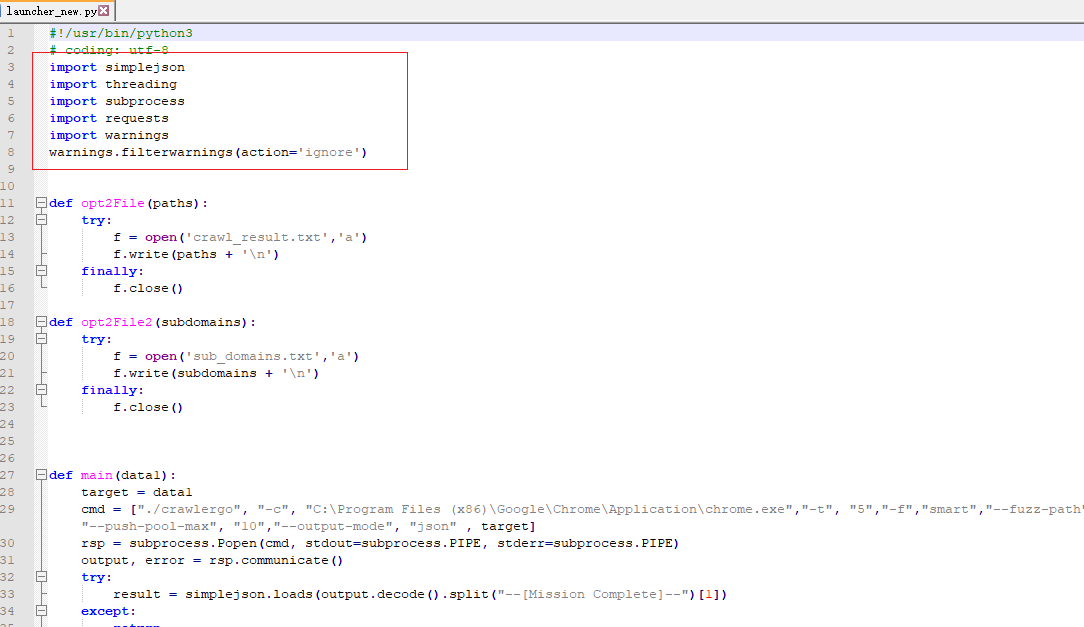 launcher_new.py
1 #!/usr/bin/python3
2 # coding: utf-8
3 import simplejson
4 import threading
5 import subprocess
6 import requests
7 import warnings
8 warnings.filterwarnings(action='ignore')
9
10
11 def opt2File(paths):
12 try:
13 f = open('crawl_result.txt','a')
14 f.write(paths + '\n')
15 finally:
16 f.close()
17
18 def opt2File2(subdomains):
19 try:
20 f = open('sub_domains.txt','a')
21 f.write(subdomains + '\n')
22 finally:
23 f.close()
24
25
26
27 def main(data1):
28 target = data1
29 cmd = ["./crawlergo", "-c", "C:\Program Files (x86)\Google\Chrome\Application\chrome.exe","-t", "5","-f","smart","--fuzz-path"
"--push-pool-max", "10","--output-mode", "json" , target]
30 rsp = subprocess.Popen(cmd, stdout=subprocess.PIPE, stderr=subprocess.PIPE)
31 output, error = rsp.communicate()
32 try:
33 result = simplejson.loads(output.decode().split("--[Mission Complete]--")[1])
34 except: